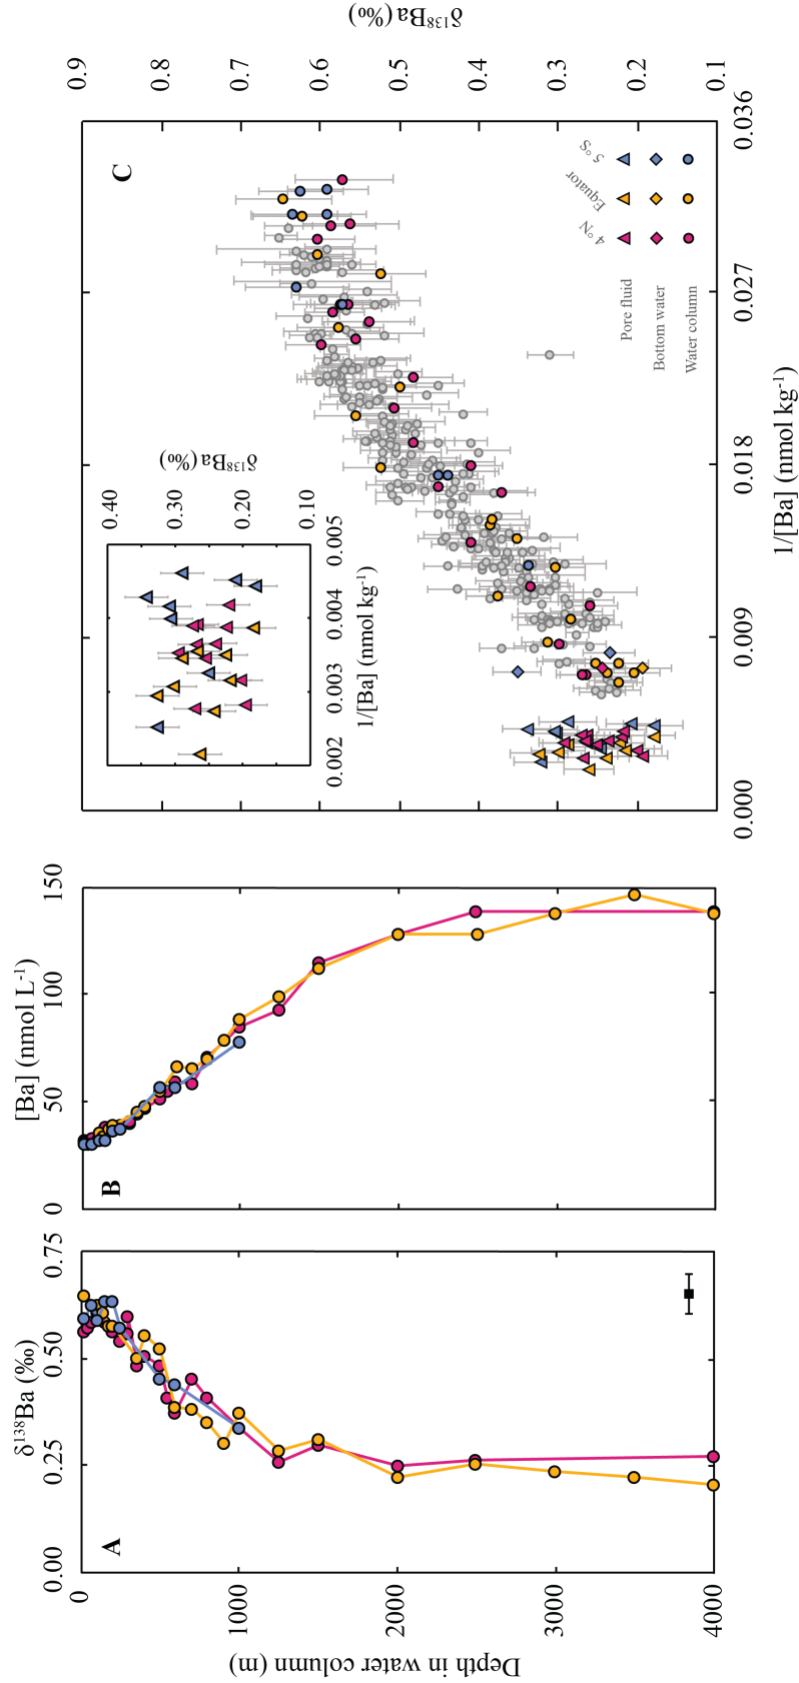 A
δ¹³⁸Ba (‰)
0.00
0.25
0.50
0.75
Depth in water column (m)
0
1000
2000
3000
4000
B
[Ba] (nmol L⁻¹)
0
50
100
150
C
δ¹³⁸Ba (‰)
0.9
0.8
0.7
0.6
0.5
0.4
0.3
0.2
0.1
1/[Ba] (nmol kg⁻¹)
0.000
0.009
0.018
0.027
0.036
δ¹³⁸Ba (‰)
0.40
0.30
0.20
0.10
1/[Ba] (nmol kg⁻¹)
0.002
0.003
0.004
0.005
4°N
Equator
5°S
Pore fluid
Bottom water
Water column